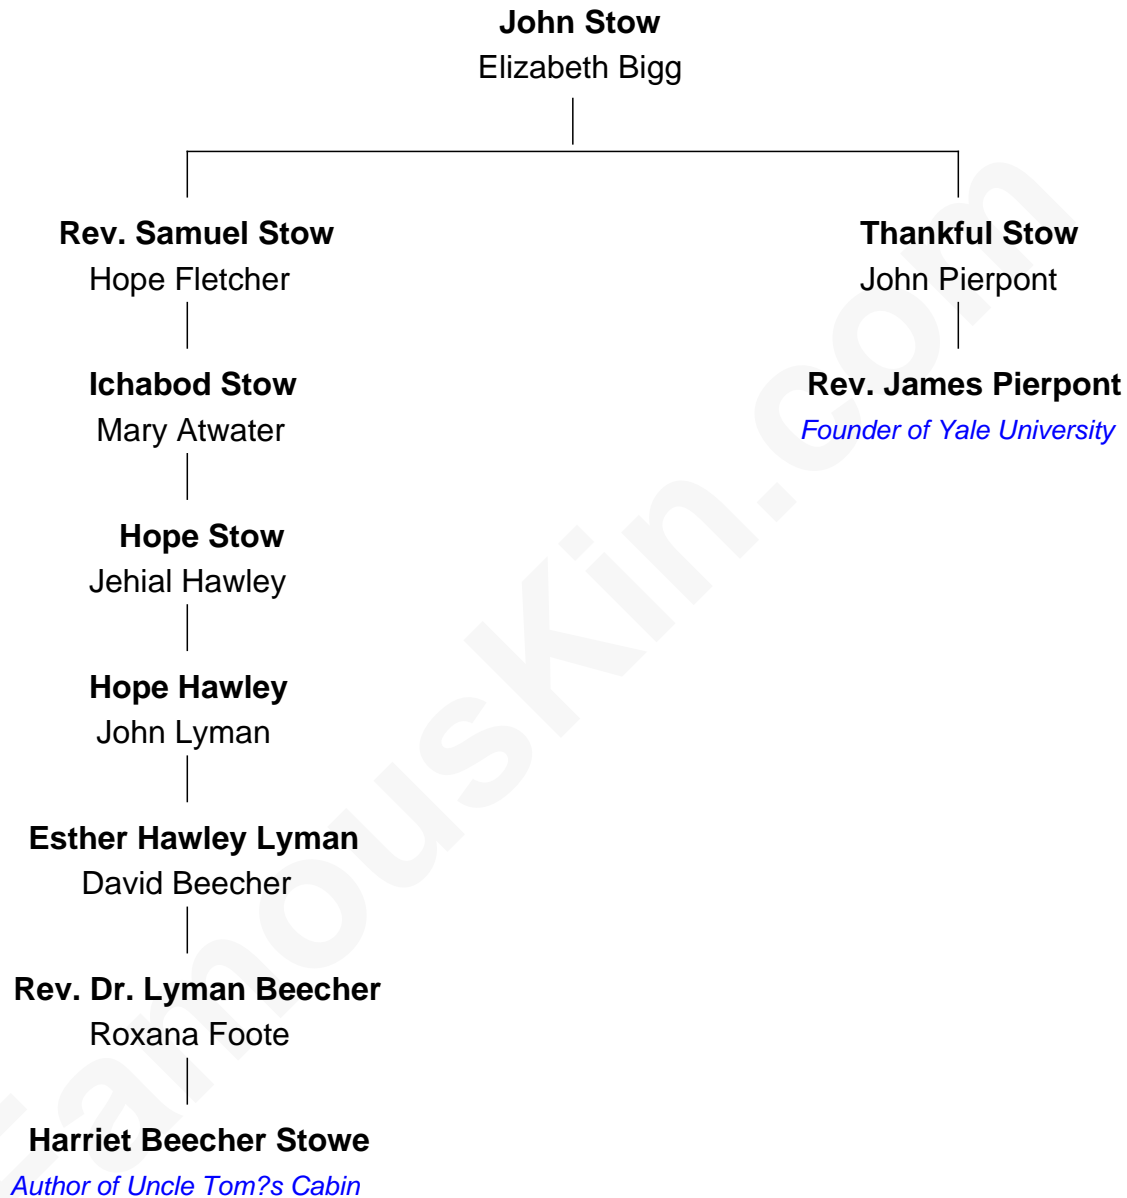 John Stow
Elizabeth Bigg
Rev. Samuel Stow
Hope Fletcher
Thankful Stow
John Pierpont
Ichabod Stow
Mary Atwater
Rev. James Pierpont
Founder of Yale University
Hope Stow
Jehial Hawley
Hope Hawley
John Lyman
Esther Hawley Lyman
David Beecher
Rev. Dr. Lyman Beecher
Roxana Foote
Harriet Beecher Stowe
Author of Uncle Tom?s Cabin
FamousKin.com